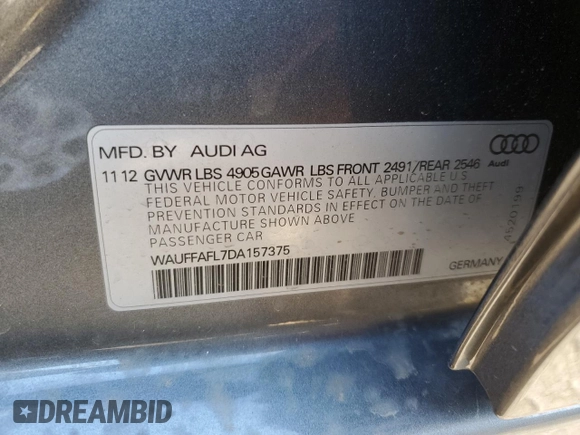 MFD. BY AUDI AG
11 12 GVWR LBS 4905 GAWR LBS FRONT 2491/REAR 2546
THIS VEHICLE CONFORMS TO ALL APPLICABLE U.S
FEDERAL MOTOR VEHICLE SAFETY, BUMPER AND THEFT
PREVENTION STANDARDS IN EFFECT ON THE DATE OF
MANUFACTURE SHOWN ABOVE
PASSENGER CAR
WAUFFAFL7DA157375
GERMANY
Audi
4620199
DREAMBID